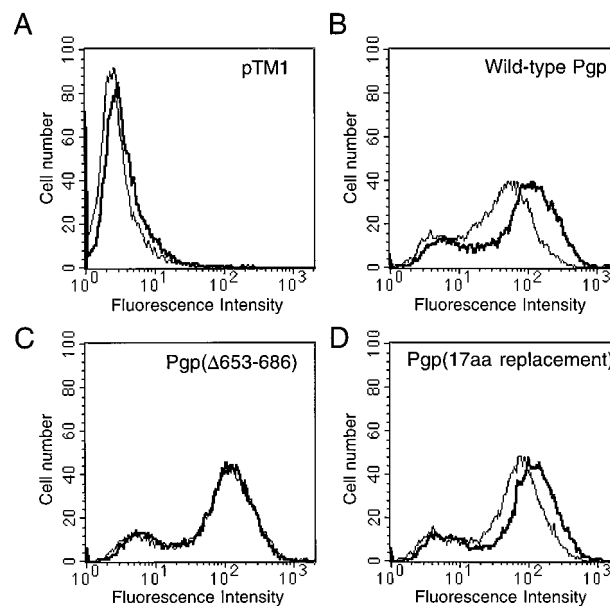 A
B
100
80
60
40
20
0
Cell number
pTM1
10^0 10^1 10^2 10^3
Fluorescence Intensity
100
80
60
40
20
0
Cell number
Wild-type Pgp
10^0 10^1 10^2 10^3
Fluorescence Intensity
C
D
100
80
60
40
20
0
Cell number
Pgp(Δ653-686)
10^0 10^1 10^2 10^3
Fluorescence Intensity
100
80
60
40
20
0
Cell number
Pgp(17aa replacement)
10^0 10^1 10^2 10^3
Fluorescence Intensity